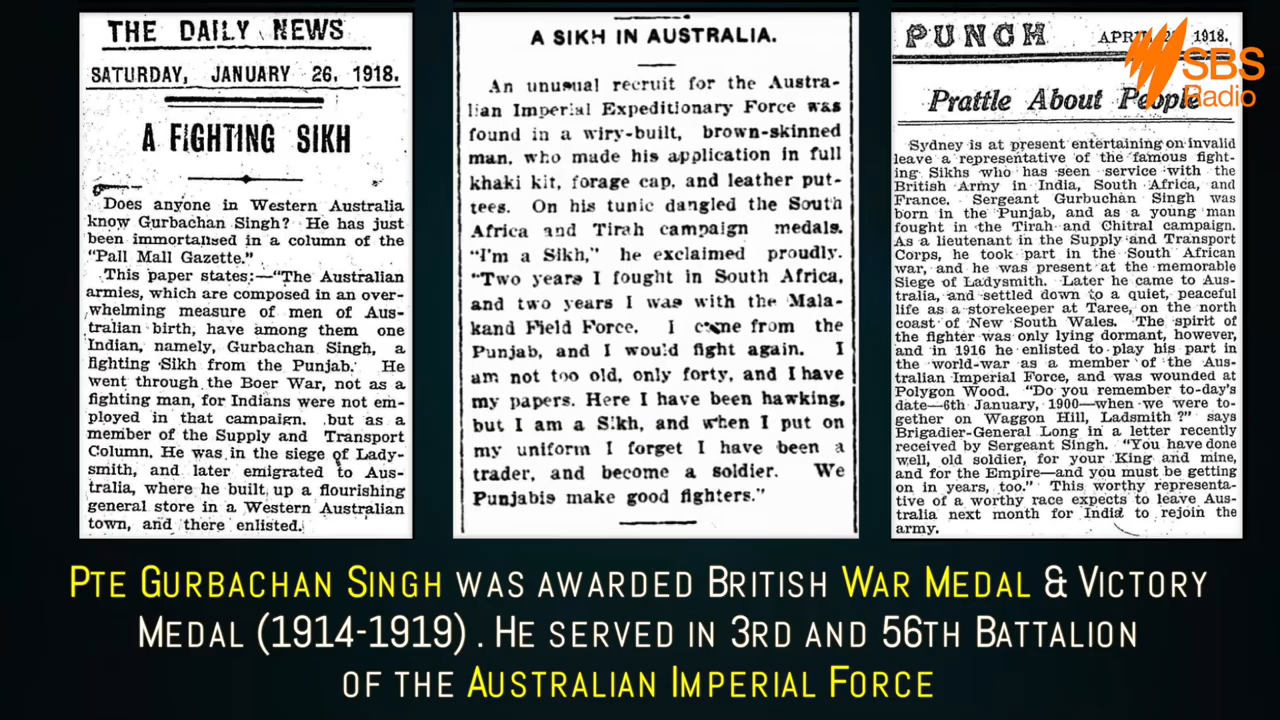 THE DAILY NEWS
SATURDAY, JANUARY 26, 1918.
A FIGHTING SIKH
Does anyone in Western Australia
know Gurbachan Singh? He has just
been immortalised in a column of the
"Pall Mall Gazette."
This paper states:—"The Australian
armies, which are composed in an over-
whelming measure of men of Aus-
tralian birth, have among them one
Indian, namely, Gurbachan Singh, a
fighting Sikh from the Punjab. He
went through the Boer War, not as a
fighting man, for Indians were not em-
ployed in that campaign, but as a
member of the Supply and Transport
Column. He was in the siege of Lady-
smith, and later emigrated to Aus-
tralia, where he built up a flourishing
general store in a Western Australian
town, and there enlisted.
A SIKH IN AUSTRALIA.
An unusual recruit for the Austra-
lian Imperial Expeditionary Force was
found in a wiry-built, brown-skinned
man, who made his application in full
khaki kit, forage cap, and leather put-
tees. On his tunic dangled the South
Africa and Tirah campaign medals.
"I'm a Sikh," he exclaimed proudly.
"Two years I fought in South Africa,
and two years I was with the Mala-
kand Field Force. I come from the
Punjab, and I would fight again. I
am not too old, only forty, and I have
my papers. Here I have been hawking,
but I am a Sikh, and when I put on
my uniform I forget I have been a
trader, and become a soldier. We
Punjabis make good fighters."
PUNCH APRIL 1918.
Prattle About People
Sydney is at present entertaining on invalid
leave a representative of the famous fight-
ing Sikhs who has seen service with the
British Army in India, South Africa, and
France. Sergeant Gurbuchan Singh was
born in the Punjab, and as a young man
fought in the Tirah and Chitral campaign.
As a lieutenant in the Supply and Transport
Corps, he took part in the South African
war, and he was present at the memorable
Siege of Ladysmith. Later he came to Aus-
tralia, and settled down to a quiet, peaceful
life as a storekeeper at Taree, on the north
coast of New South Wales. The spirit of
the fighter was only lying dormant, however,
and in 1916 he enlisted to play his part in
the world-war as a member of the Aus-
tralian Imperial Force, and was wounded at
Polygon Wood. "Do you remember to-day's
date—6th January, 1900—when we were to-
gether on Waggon Hill, Ladsmith?" says
Brigadier-General Long in a letter recently
received by Sergeant Singh. "You have done
well, old soldier, for your King and mine,
and for the Empire—and you must be getting
on in years, too." This worthy representa-
tive of a worthy race expects to leave Aus-
tralia next month for India to rejoin the
army.
SBS
Radio
PTE GURBACHAN SINGH WAS AWARDED BRITISH WAR MEDAL & VICTORY
MEDAL (1914-1919) . HE SERVED IN 3RD AND 56TH BATTALION
OF THE AUSTRALIAN IMPERIAL FORCE